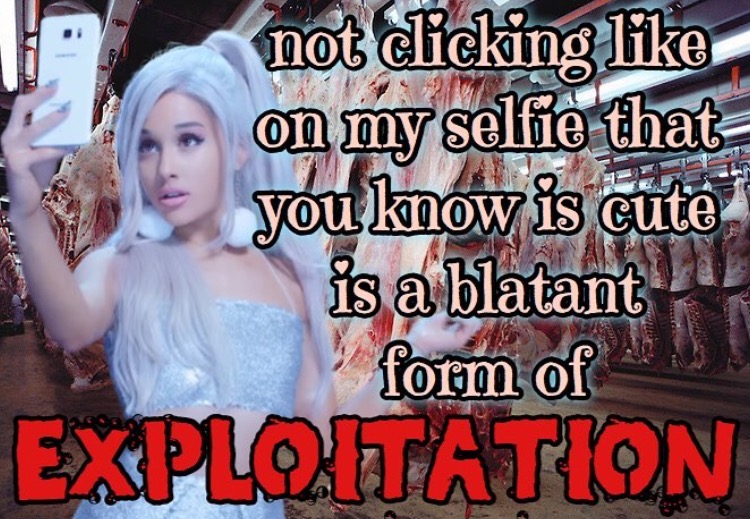 not clicking like
on my selfie that
you know is cute
is a blatant
form of
EXPLOITATION